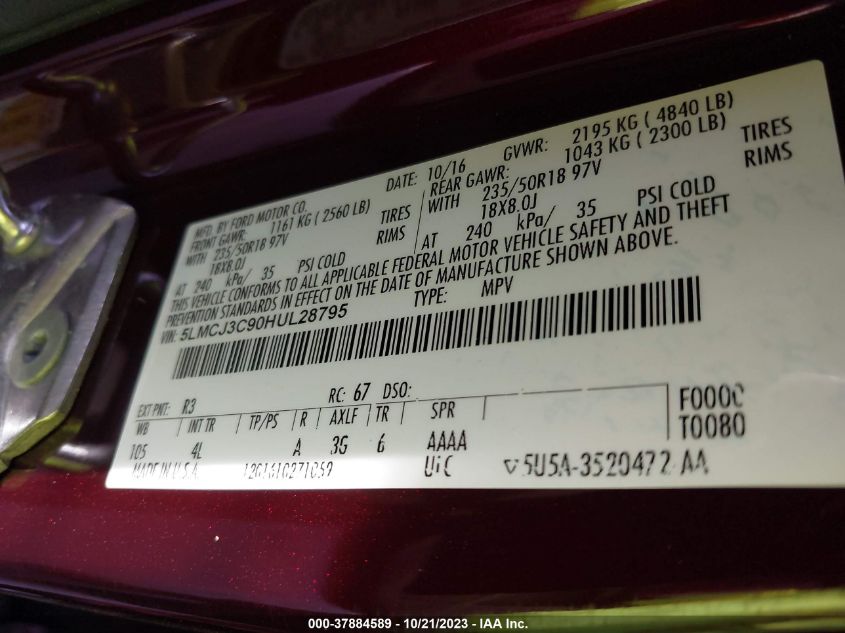 MFD. BY FORD MOTOR CO. DATE: 10/16 GVWR: 2195 KG ( 4840 LB)
FRONT GAWR: 1161 KG ( 2560 LB) REAR GAWR: 1043 KG ( 2300 LB)
WITH 235/50R18 97V TIRES WITH 235/50R18 97V TIRES
18X8.0J RIMS 18X8.0J RIMS
AT 240 kPa/ 35 PSI COLD AT 240 kPa/ 35 PSI COLD
THIS VEHICLE CONFORMS TO ALL APPLICABLE FEDERAL MOTOR VEHICLE SAFETY AND THEFT
PREVENTION STANDARDS IN EFFECT ON THE DATE OF MANUFACTURE SHOWN ABOVE.
VIN: 5LMCJ3C90HUL28795 TYPE: MPV
EXT PNT: R3 RC: 67 DSO: F000C
WB INT TR TP/PS R AXLE TR SPR T0080
105 4L A 3G 6 AAAA
MADE IN U.S.A. UIC 5U5A-3520472 AA
000-37884589 - 10/21/2023 - IAA Inc.